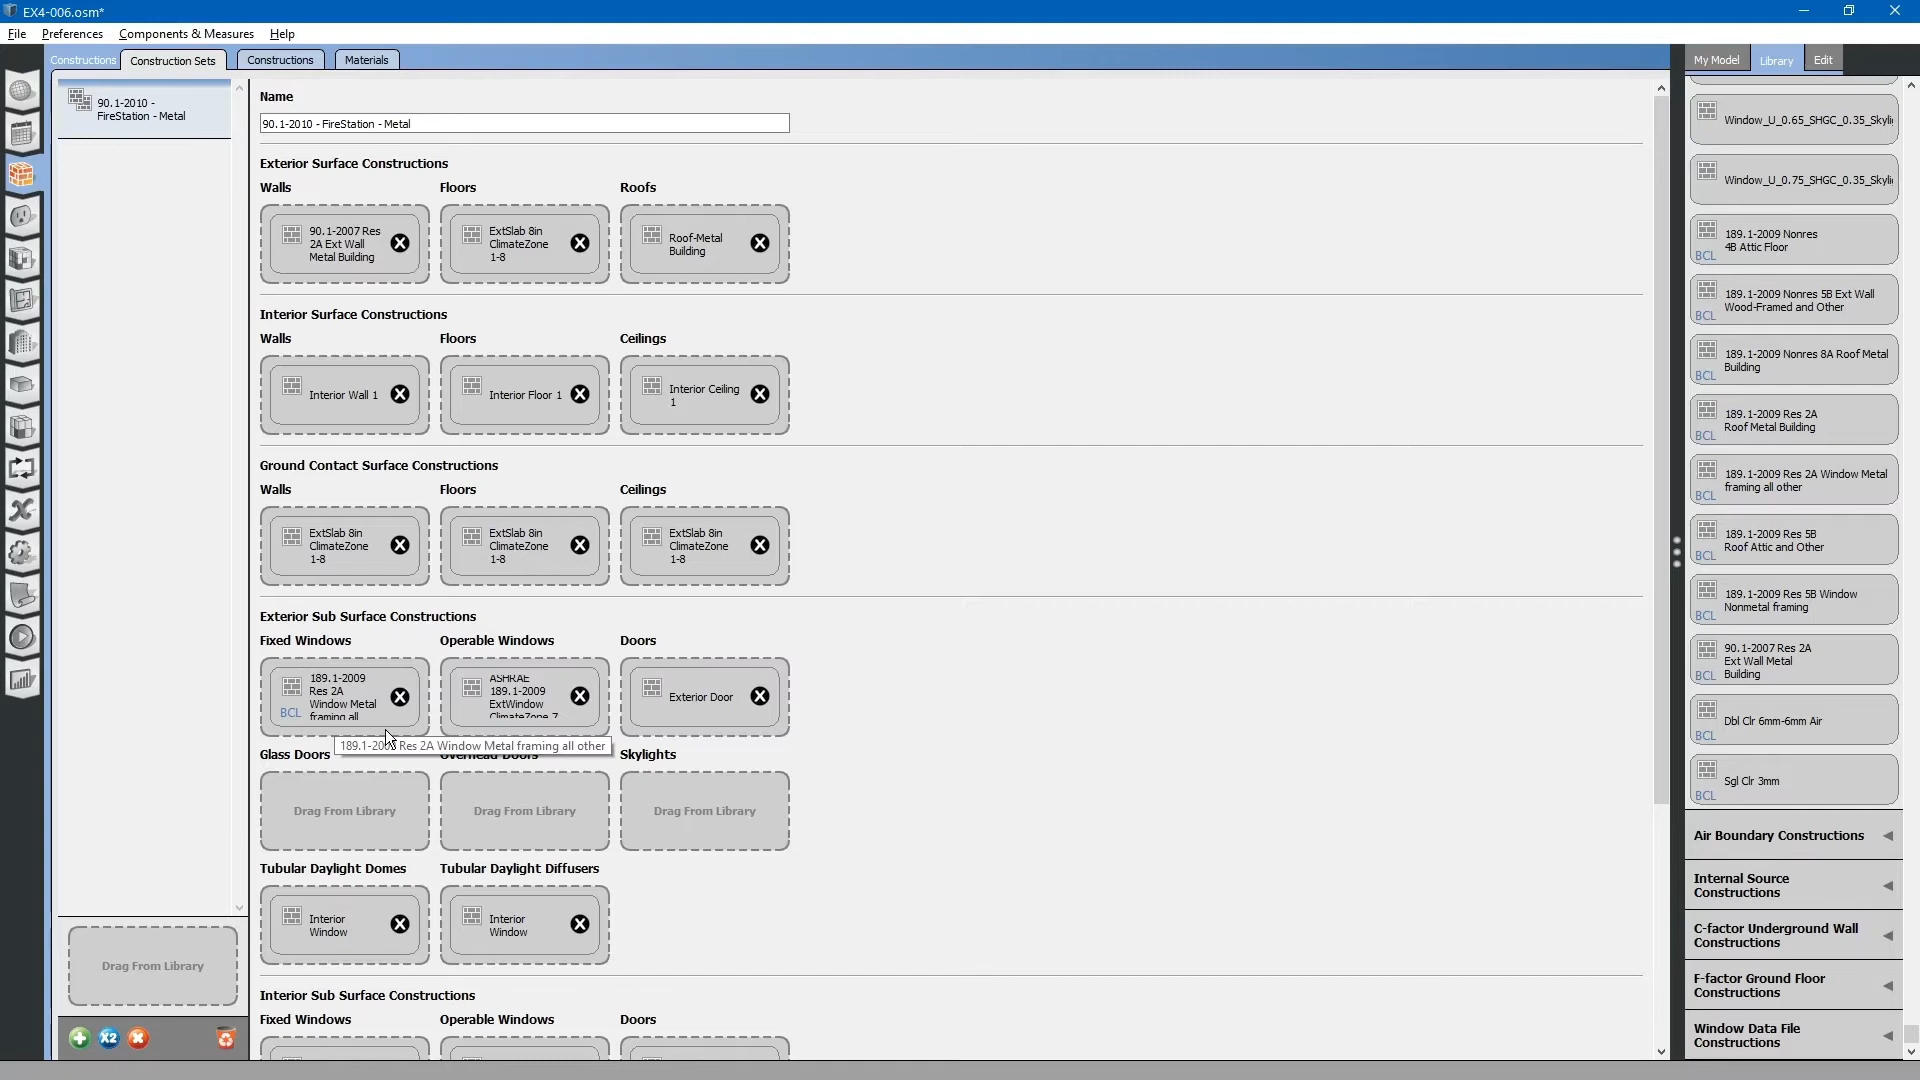 EX4-006.osm*
File Preferences Components & Measures Help
Constructions Construction Sets Constructions Materials
My Model Library Edit
90.1-2010 -
FireStation - Metal
Drag From Library
Name
90.1-2010 - FireStation - Metal
Exterior Surface Constructions
Walls Floors Roofs
90.1-2007 Res
2A Ext Wall
Metal Building
ExtSlab 8in
ClimateZone
1-8
Roof-Metal
Building
Interior Surface Constructions
Walls Floors Ceilings
Interior Wall 1
Interior Floor 1
Interior Ceiling
1
Ground Contact Surface Constructions
Walls Floors Ceilings
ExtSlab 8in
ClimateZone
1-8
ExtSlab 8in
ClimateZone
1-8
ExtSlab 8in
ClimateZone
1-8
Exterior Sub Surface Constructions
Fixed Windows Operable Windows Doors
189.1-2009
Res 2A
Window Metal
framing all
BCL
ASHRAE
189.1-2009
ExtWindow
ClimateZone 7
Exterior Door
189.1-200 Res 2A Window Metal framing all other
Glass Doors Overhead Doors Skylights
Drag From Library Drag From Library Drag From Library
Tubular Daylight Domes Tubular Daylight Diffusers
Interior
Window
Interior
Window
Interior Sub Surface Constructions
Fixed Windows Operable Windows Doors
X2
Window_U_0.65_SHGC_0.35_Skyli
Window_U_0.75_SHGC_0.35_Skyli
189.1-2009 Nonres
4B Attic Floor
BCL
189.1-2009 Nonres 5B Ext Wall
Wood-Framed and Other
BCL
189.1-2009 Nonres 8A Roof Metal
Building
BCL
189.1-2009 Res 2A
Roof Metal Building
BCL
189.1-2009 Res 2A Window Metal
framing all other
BCL
189.1-2009 Res 5B
Roof Attic and Other
BCL
189.1-2009 Res 5B Window
Nonmetal framing
BCL
90.1-2007 Res 2A
Ext Wall Metal
Building
BCL
Dbl Clr 6mm-6mm Air
BCL
Sgl Clr 3mm
BCL
Air Boundary Constructions
Internal Source
Constructions
C-factor Underground Wall
Constructions
F-factor Ground Floor
Constructions
Window Data File
Constructions